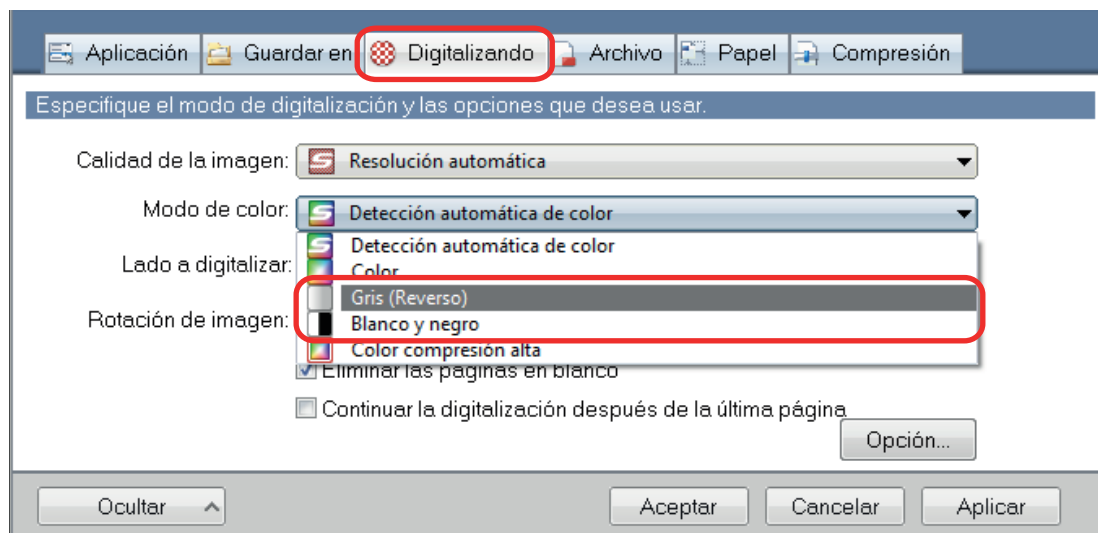 Aplicación Guardar en Digitalizando Archivo Papel Compresión
Especifique el modo de digitalización y las opciones que desea usar.
Calidad de la imagen: Resolución automática
Modo de color: Detección automática de color
Detección automática de color
Lado a digitalizar: Color
Gris (Reverso)
Rotación de imagen: Blanco y negro
Color compresión alta
Eliminar las páginas en blanco
Continuar la digitalización después de la última página
Opción...
Ocultar Aceptar Cancelar Aplicar